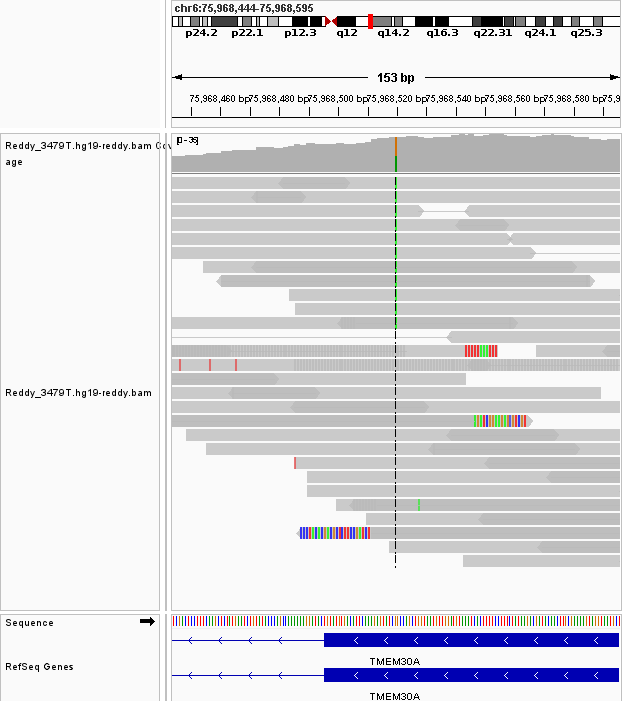 chr6:75,968,444-75,968,595
p24.2 p22.1 p12.3 q12 q14.2 q16.3 q22.31 q24.1 q25.3
153 bp
75,968,460 bp 75,968,480 bp 75,968,500 bp 75,968,520 bp 75,968,540 bp 75,968,560 bp 75,968,580 bp 75,9
Reddy_3479T.hg19-reddy.bam Cov
age
Reddy_3479T.hg19-reddy.bam
Sequence
TMEM30A
RefSeq Genes
TMEM30A